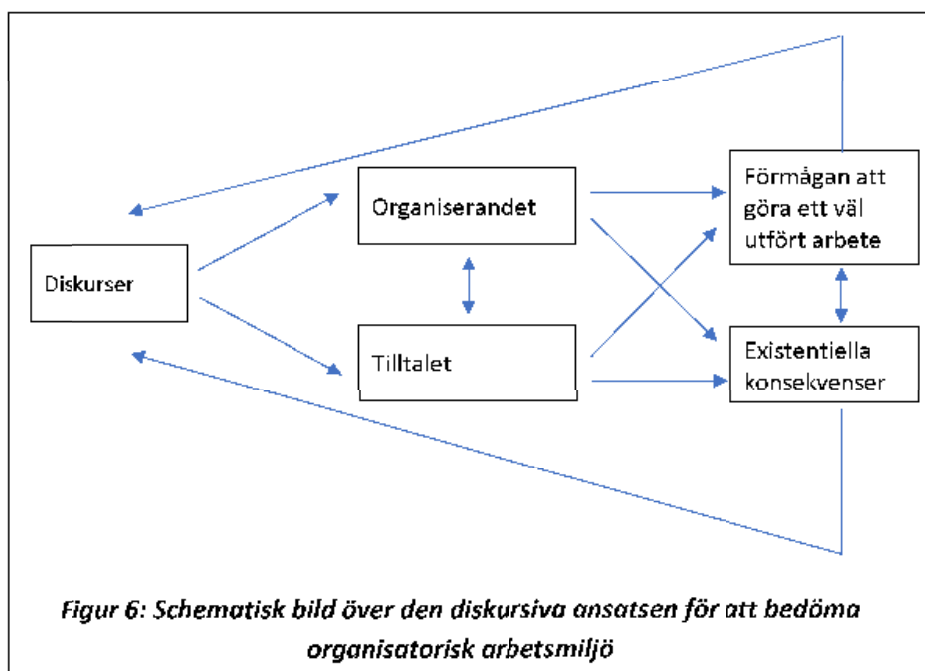 Diskurser
Organiserandet
Tilltalet
Förmågan att
göra ett väl
utfört arbete
Existentiella
konsekvenser
Figur 6: Schematisk bild över den diskursiva ansatsen för att bedöma
organisatorisk arbetsmiljö